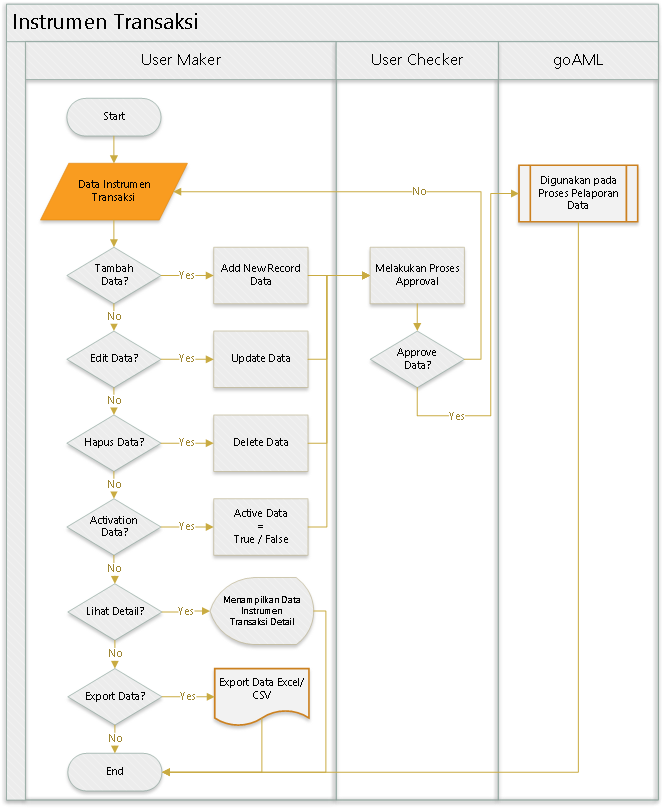 Instrumen Transaksi
User Maker
User Checker
goAML
Start
Data Instrumen
Transaksi
No
Digunakan pada
Proses Pelaporan
Data
Tambah
Data?
Yes
Add New Record
Data
Melakukan Proses
Approval
No
Edit Data?
Yes
Update Data
Approve
Data?
Yes
No
Hapus Data?
Yes
Delete Data
No
Activation
Data?
Yes
Active Data
=
True / False
No
Lihat Detail?
Yes
Menampilkan Data
Instrumen
Transaksi Detail
No
Export Data?
Yes
Export Data Excel/
CSV
No
End